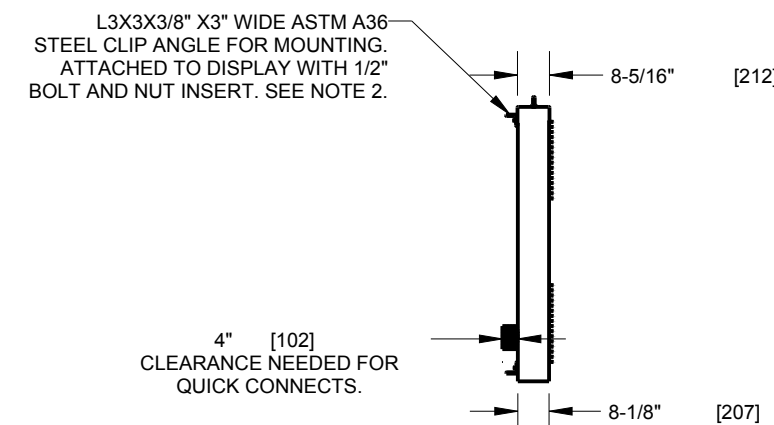 L3X3X3/8" X3" WIDE ASTM A36
STEEL CLIP ANGLE FOR MOUNTING.
ATTACHED TO DISPLAY WITH 1/2"
BOLT AND NUT INSERT. SEE NOTE 2.
8-5/16" [212]
4" [102]
CLEARANCE NEEDED FOR
QUICK CONNECTS.
8-1/8" [207]